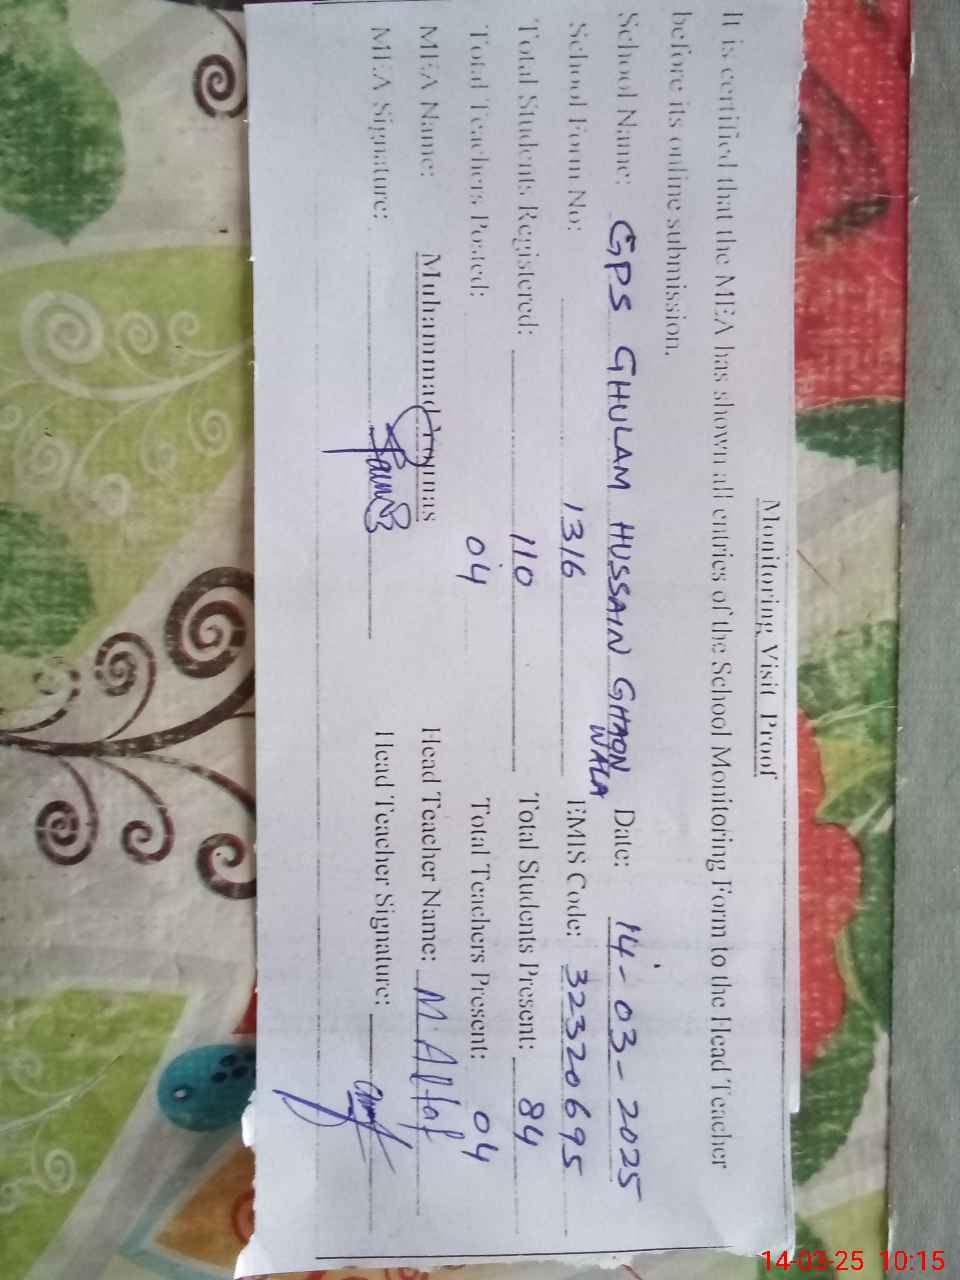 Monitoring Visit Proof
It is certified that the MEA has shown all entries of the School Monitoring Form to the Head Teacher
before its online submission.
School Name: GPS GHULAM HUSSAIN GHAON WALA Date: 14-03-2025
School Form No: 1316 EMIS Code: 32320695
Total Students Registered: 110 Total Students Present: 84
Total Teachers Posted: 04 Total Teachers Present: 04
MEA Name: Muhammad Younas Head Teacher Name: M. Altaf
MEA Signature: Head Teacher Signature:
14-03-25 10:15